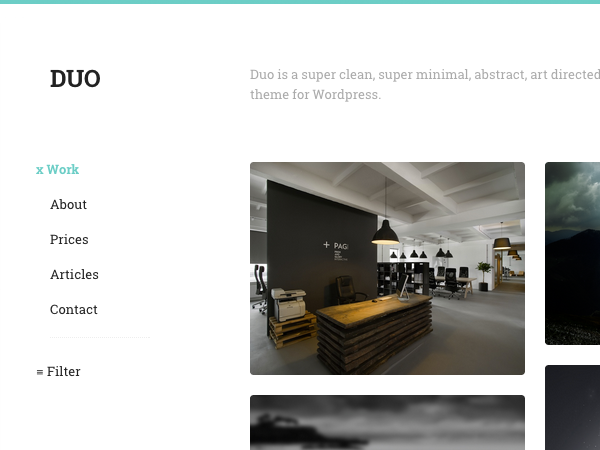 DUO
Duo is a super clean, super minimal, abstract, art directed
theme for Wordpress.
x Work
About
Prices
Articles
Contact
≡ Filter
+ PAGE